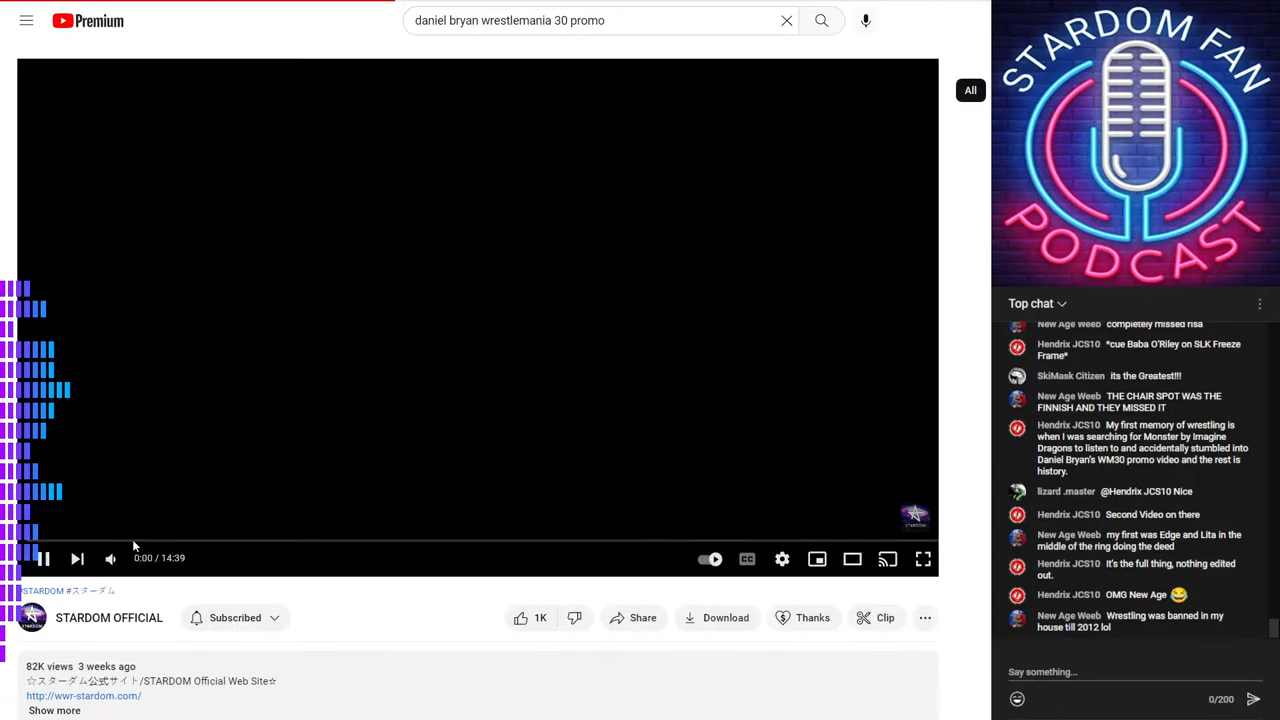 Premium
daniel bryan wrestlemania 30 promo
All
STARDOM
0:00 / 14:39
CC
#STARDOM #スターダム
STARDOM OFFICIAL
Subscribed
1K
Share
Download
Thanks
Clip
82K views 3 weeks ago
☆スターダム公式サイト/STARDOM Official Web Site☆
http://wwr-stardom.com/
Show more
STARDOM FAN
PODCAST
Top chat
New Age Weeb completely missed risa
Hendrix JCS10 *cue Baba O'Riley on SLK Freeze
Frame*
SkiMask Citizen its the Greatest!!!
New Age Weeb THE CHAIR SPOT WAS THE
FINNISH AND THEY MISSED IT
Hendrix JCS10 My first memory of wrestling is
when I was searching for Monster by Imagine
Dragons to listen to and accidentally stumbled into
Daniel Bryan's WM30 promo video and the rest is
history.
lizard .master @Hendrix JCS10 Nice
Hendrix JCS10 Second Video on there
New Age Weeb my first was Edge and Lita in the
middle of the ring doing the deed
Hendrix JCS10 It's the full thing, nothing edited
out.
Hendrix JCS10 OMG New Age 😂
New Age Weeb Wrestling was banned in my
house till 2012 lol
Say something...
0/200